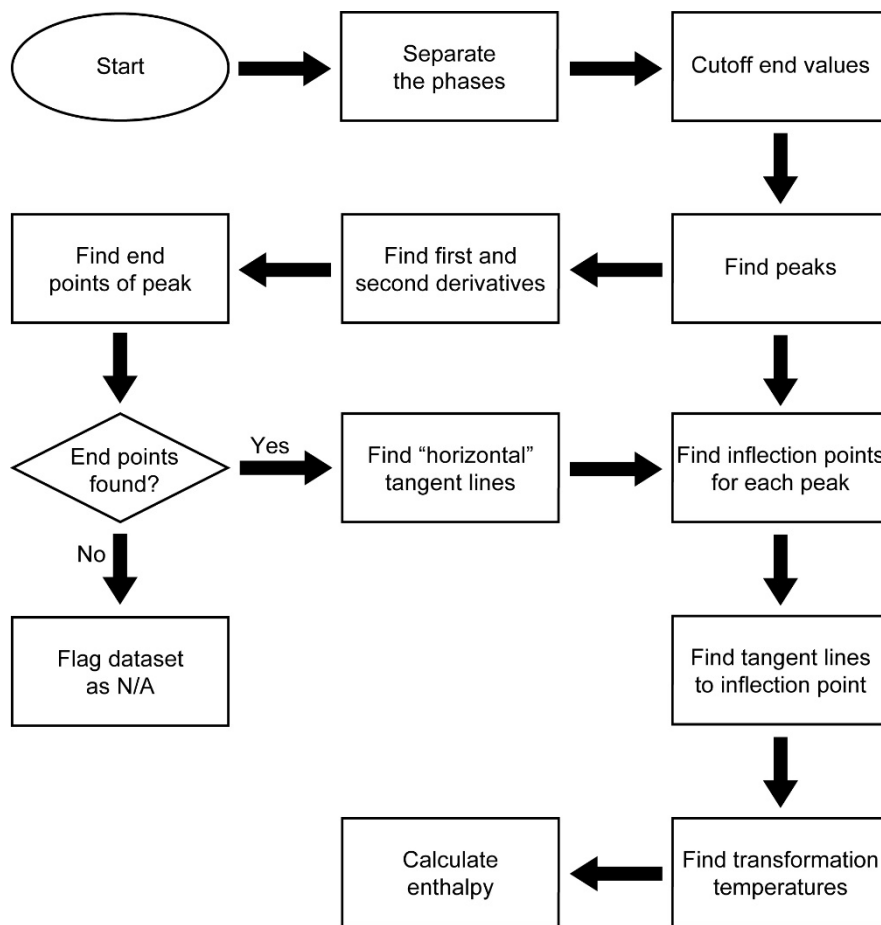 Start
Separate
the phases
Cutoff end values
Find end
points of peak
Find first and
second derivatives
Find peaks
End points
found?
Yes
Find “horizontal”
tangent lines
Find inflection points
for each peak
No
Flag dataset
as N/A
Find tangent lines
to inflection point
Calculate
enthalpy
Find transformation
temperatures